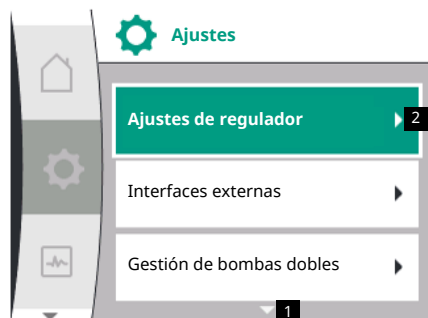 Ajustes
Ajustes de regulador
2
Interfaces externas
Gestión de bombas dobles
1